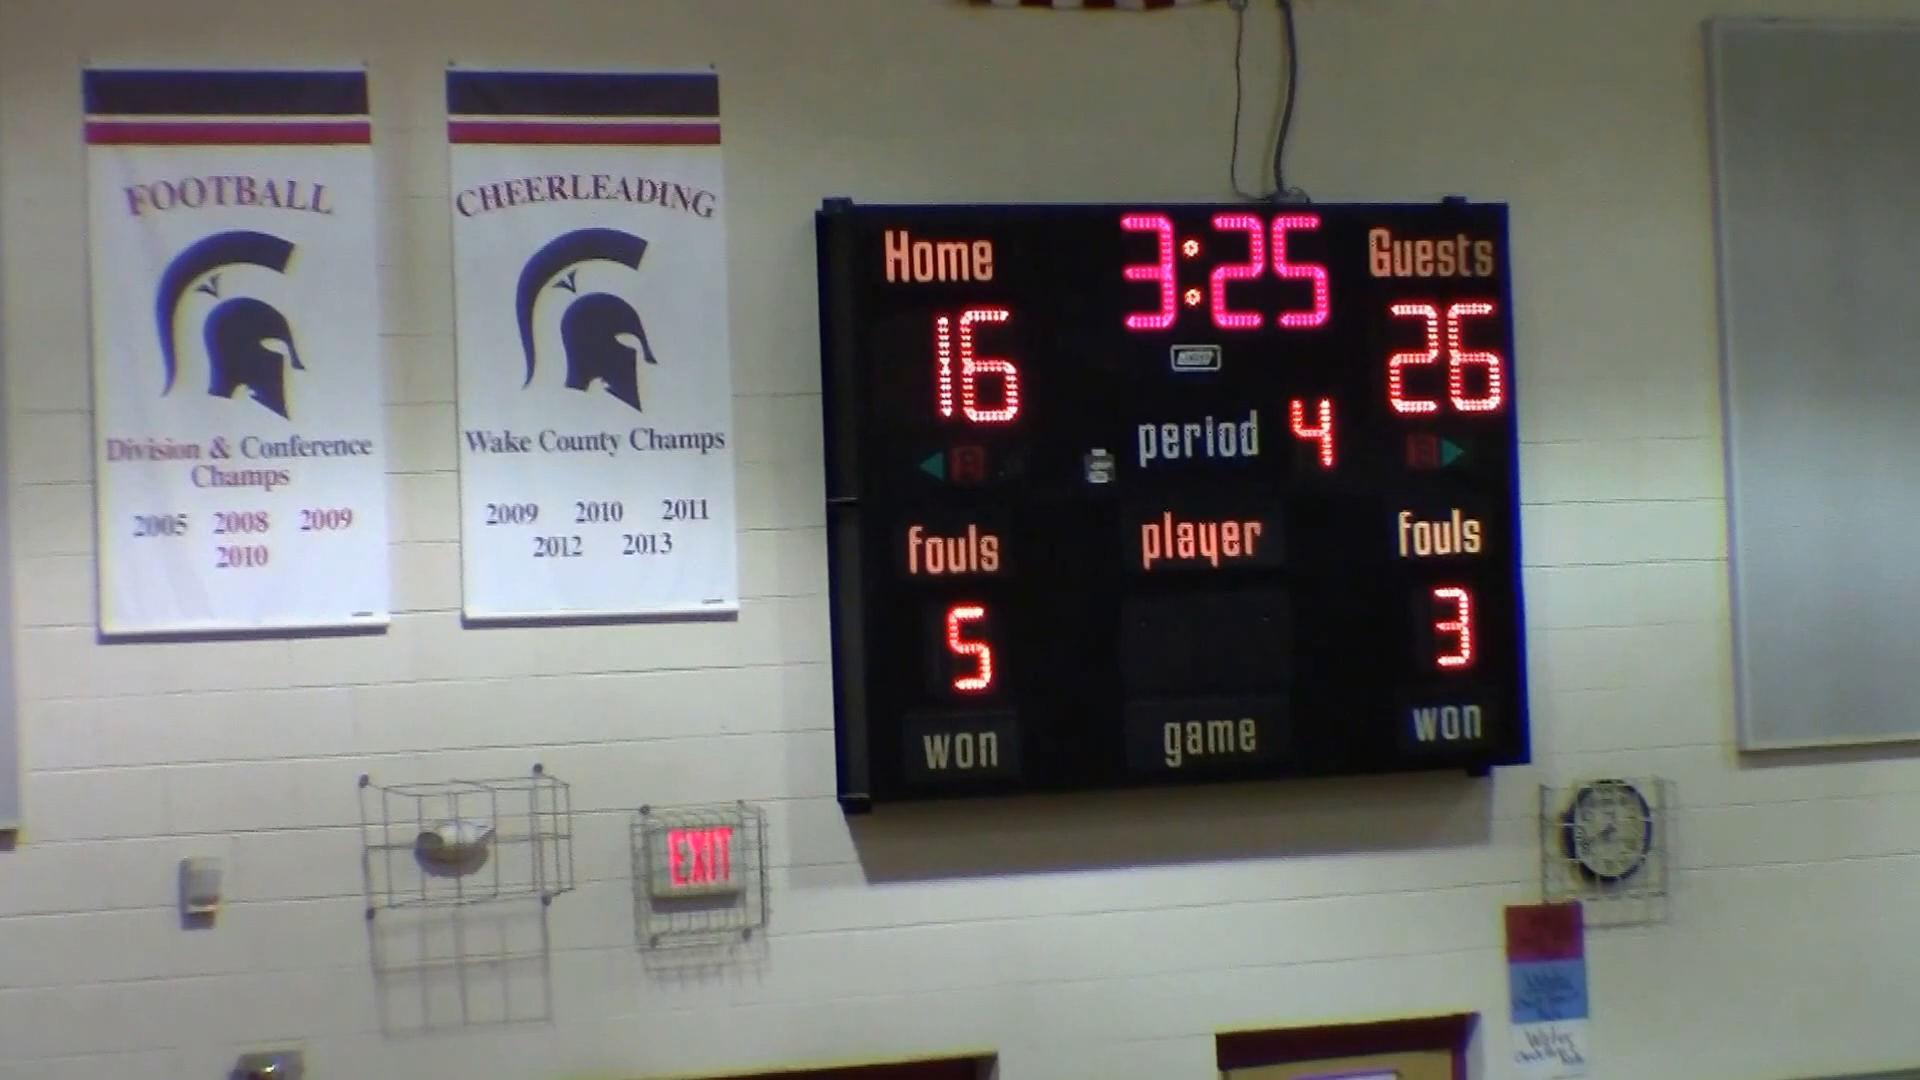 FOOTBALL
Division & Conference
Champs
2005 2008 2009
2010
CHEERLEADING
Wake County Champs
2009 2010 2011
2012 2013
Home 3:25 Guests
16 26
period 4
fouls player fouls
5 3
won game won
EXIT